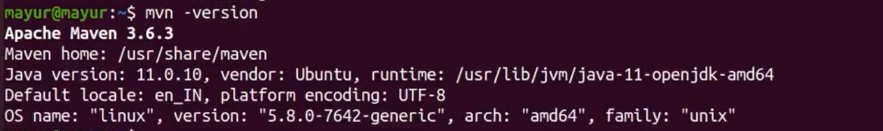 mayur@mayur:~$ mvn -version
Apache Maven 3.6.3
Maven home: /usr/share/maven
Java version: 11.0.10, vendor: Ubuntu, runtime: /usr/lib/jvm/java-11-openjdk-amd64
Default locale: en_IN, platform encoding: UTF-8
OS name: "linux", version: "5.8.0-7642-generic", arch: "amd64", family: "unix"